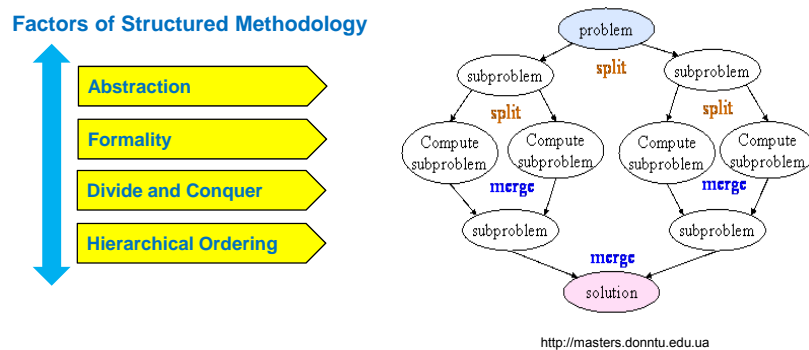 Factors of Structured Methodology
Abstraction
Formality
Divide and Conquer
Hierarchical Ordering
problem
subproblem
split
subproblem
split
split
Compute
subproblem
Compute
subproblem
Compute
subproblem
Compute
subproblem
merge
merge
subproblem
subproblem
merge
solution
http://masters.donntu.edu.ua